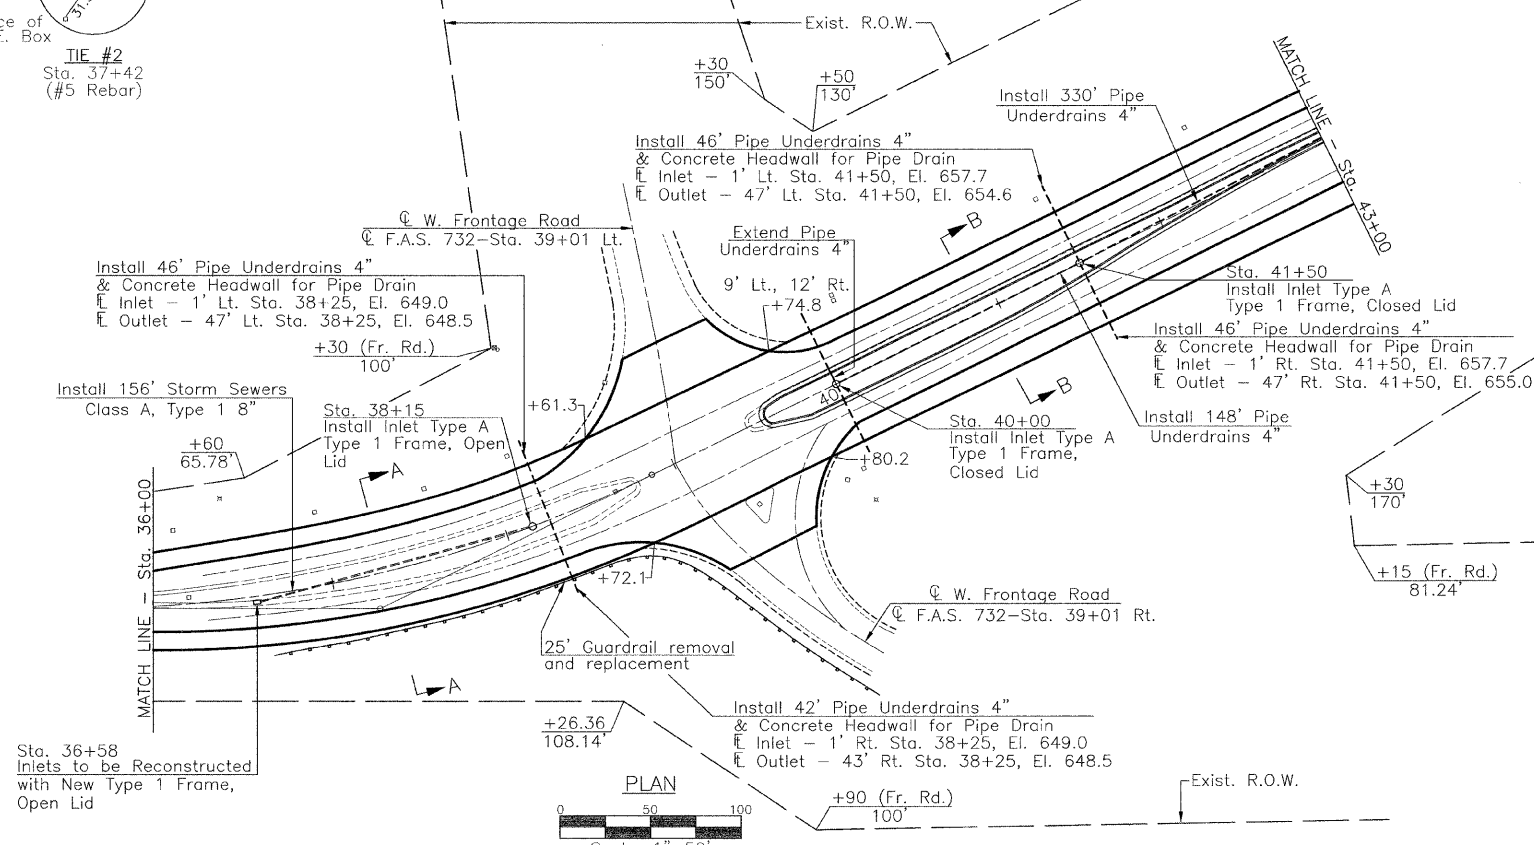 31.
ce of
E. Box
TIE #2
Sta. 37+42
(#5 Rebar)
Exist. R.O.W.
+30
150'
+50
130'
Install 330' Pipe
Underdrains 4"
MATCH LINE – Sta. 43+00
Install 46' Pipe Underdrains 4"
& Concrete Headwall for Pipe Drain
℄ Inlet – 1' Lt. Sta. 41+50, El. 657.7
℄ Outlet – 47' Lt. Sta. 41+50, El. 654.6
℄ W. Frontage Road
℄ F.A.S. 732–Sta. 39+01 Lt.
B
Extend Pipe
Underdrains 4"
9' Lt., 12' Rt.
+74.8
Install 46' Pipe Underdrains 4"
& Concrete Headwall for Pipe Drain
℄ Inlet – 1' Lt. Sta. 38+25, El. 649.0
℄ Outlet – 47' Lt. Sta. 38+25, El. 648.5
Sta. 41+50
Install Inlet Type A
Type 1 Frame, Closed Lid
Install 46' Pipe Underdrains 4"
& Concrete Headwall for Pipe Drain
℄ Inlet – 1' Rt. Sta. 41+50, El. 657.7
℄ Outlet – 47' Rt. Sta. 41+50, El. 655.0
+30 (Fr. Rd.)
100'
Install 156' Storm Sewers
Class A, Type 1 8"
B
40
+61.3
Sta. 38+15
Install Inlet Type A
Type 1 Frame, Open
Lid
Install 148' Pipe
Underdrains 4"
Sta. 40+00
Install Inlet Type A
Type 1 Frame,
Closed Lid
+60
65.78'
A
+80.2
+30
170'
MATCH LINE – Sta. 36+00
+72.1
+15 (Fr. Rd.)
81.24'
℄ W. Frontage Road
℄ F.A.S. 732–Sta. 39+01 Rt.
25' Guardrail removal
and replacement
A
+26.36
108.14'
Install 42' Pipe Underdrains 4"
& Concrete Headwall for Pipe Drain
℄ Inlet – 1' Rt. Sta. 38+25, El. 649.0
℄ Outlet – 43' Rt. Sta. 38+25, El. 648.5
Sta. 36+58
Inlets to be Reconstructed
with New Type 1 Frame,
Open Lid
PLAN
0 50 100
+90 (Fr. Rd.)
100'
Exist. R.O.W.